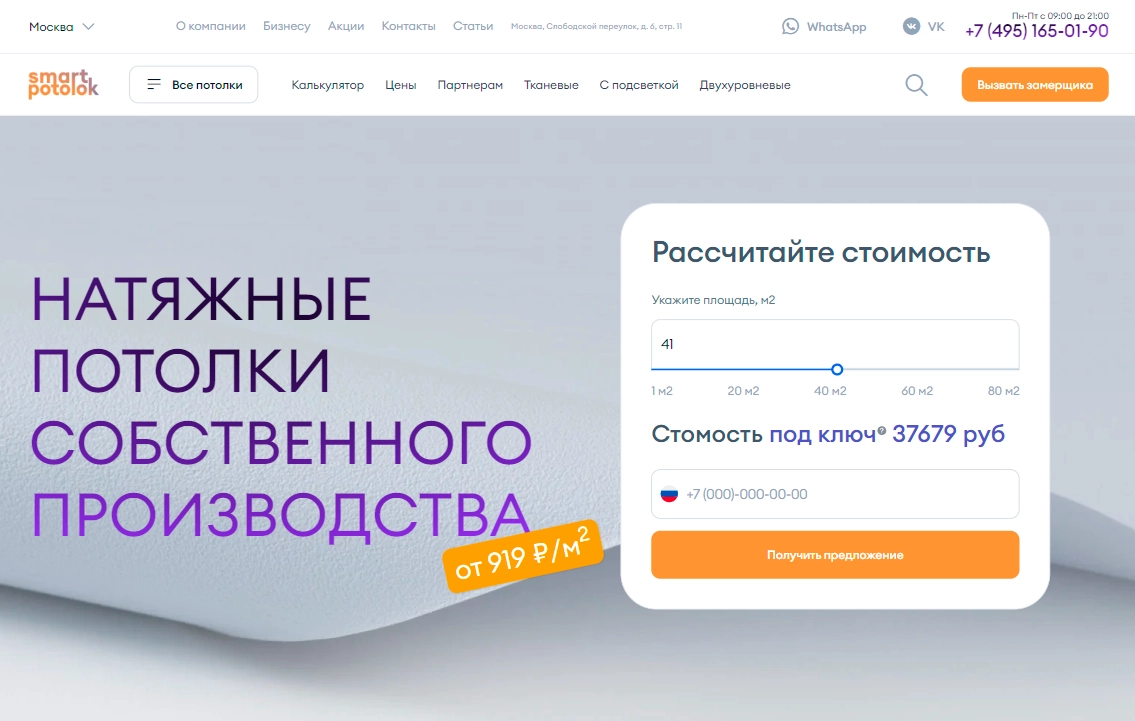 Москва
О компании Бизнесу Акции Контакты Статьи Москва, Слободской переулок, д. 6, стр. 11
WhatsApp
VK
Пн-Пт с 09:00 до 21:00
+7 (495) 165-01-90
smart
potolok
Все потолки
Калькулятор Цены Партнерам Тканевые С подсветкой Двухуровневые
Вызвать замерщика
НАТЯЖНЫЕ
ПОТОЛКИ
СОБСТВЕННОГО
ПРОИЗВОДСТВА
от 919 ₽/м²
Рассчитайте стоимость
Укажите площадь, м2
41
1 м2 20 м2 40 м2 60 м2 80 м2
Стомость под ключ? 37679 руб
+7 (000)-000-00-00
Получить предложение